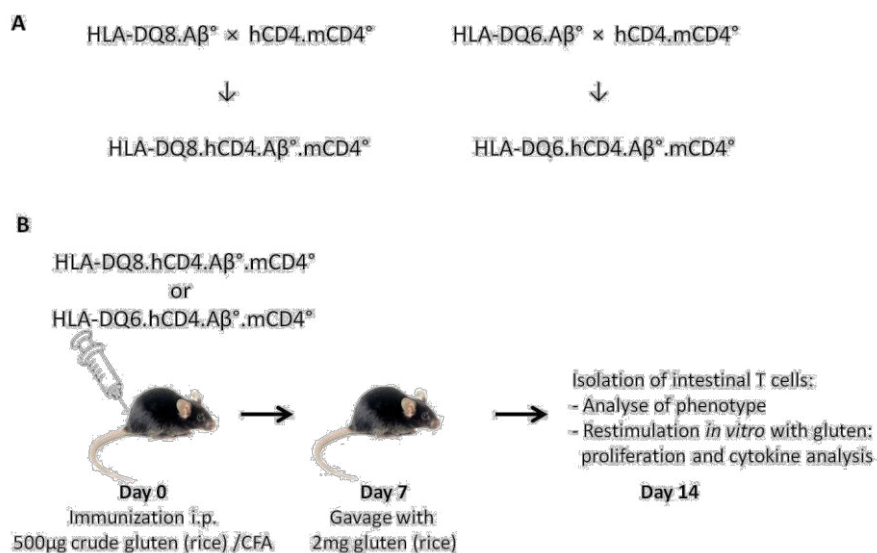 A
HLA-DQ8.Aβ° × hCD4.mCD4°
HLA-DQ6.Aβ° × hCD4.mCD4°
HLA-DQ8.hCD4.Aβ°.mCD4°
HLA-DQ6.hCD4.Aβ°.mCD4°
B
HLA-DQ8.hCD4.Aβ°.mCD4°
or
HLA-DQ6.hCD4.Aβ°.mCD4°
Day 0
Immunization i.p.
500µg crude gluten (rice) /CFA
Day 7
Gavage with
2mg gluten (rice)
Isolation of intestinal T cells:
- Analyse of phenotype
- Restimulation in vitro with gluten:
proliferation and cytokine analysis
Day 14